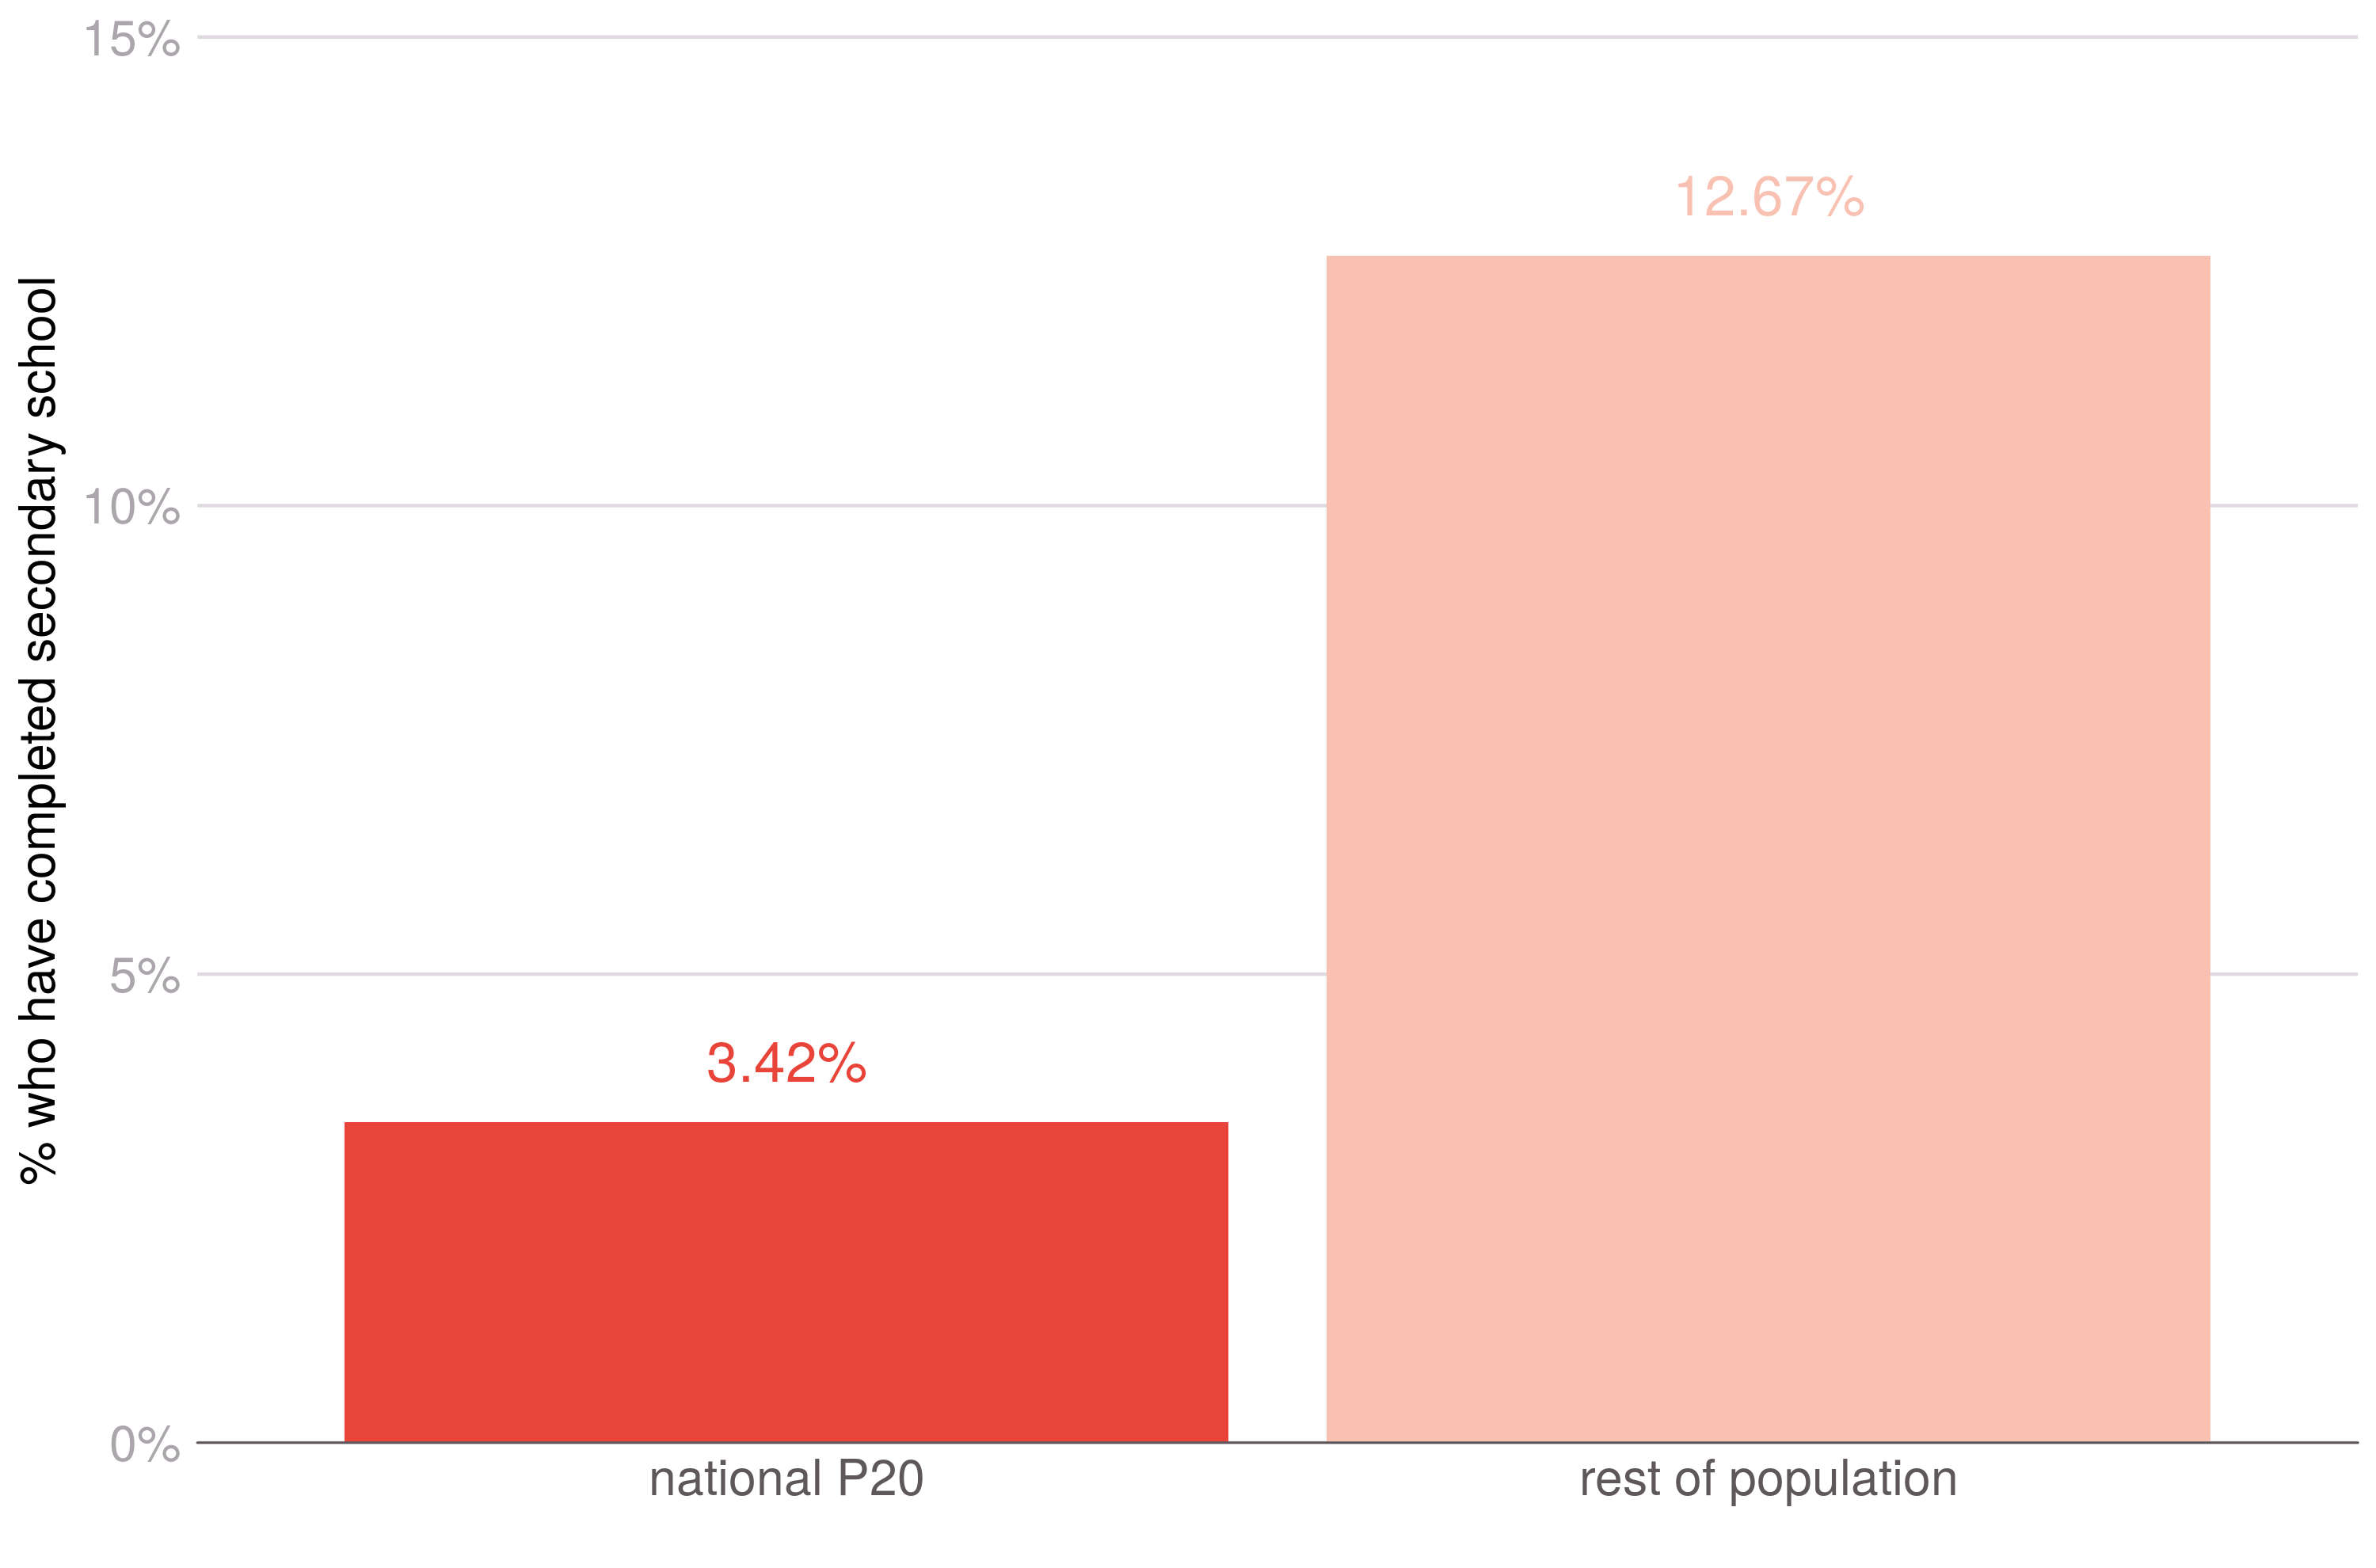 % who have completed secondary school
15%
10%
5%
0%
12.67%
3.42%
national P20
rest of population